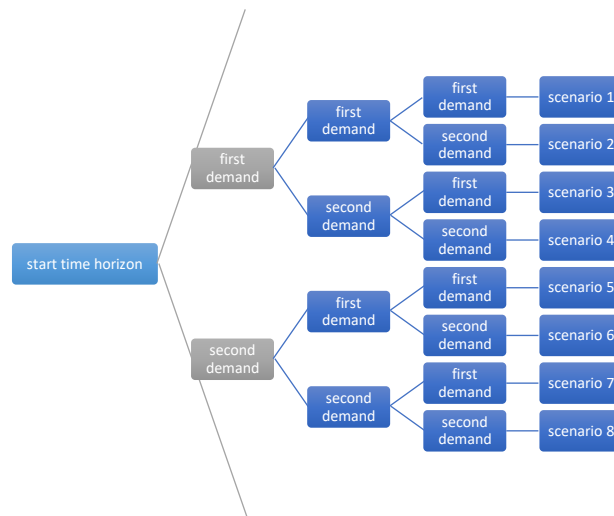 start time horizon
first
demand
second
demand
first
demand
second
demand
first
demand
second
demand
first
demand
second
demand
first
demand
second
demand
first
demand
second
demand
first
demand
second
demand
scenario 1
scenario 2
scenario 3
scenario 4
scenario 5
scenario 6
scenario 7
scenario 8